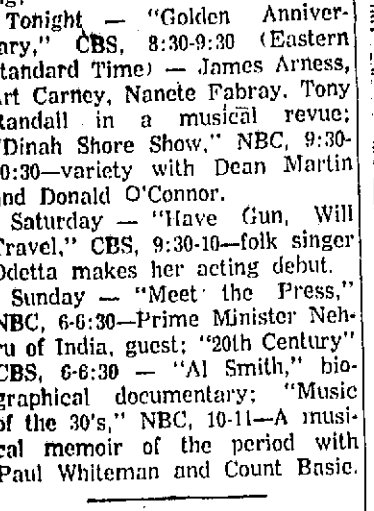 Tonight — "Golden Anniver-
ary," CBS, 8:30-9:30 (Eastern
tandard Time) — James Arness,
rt Carney, Nanete Fabray. Tony
Randall in a musical revue;
"Dinah Shore Show," NBC, 9:30-
0:30—variety with Dean Martin
nd Donald O'Connor.
Saturday — "Have Gun, Will
Travel," CBS, 9:30-10—folk singer
Odetta makes her acting debut.
Sunday — "Meet the Press,"
NBC, 6-6:30—Prime Minister Neh-
ru of India, guest; "20th Century"
CBS, 6-6:30 — "Al Smith," bio-
graphical documentary; "Music
of the 30's," NBC, 10-11—A musi-
cal memoir of the period with
Paul Whiteman and Count Basie.